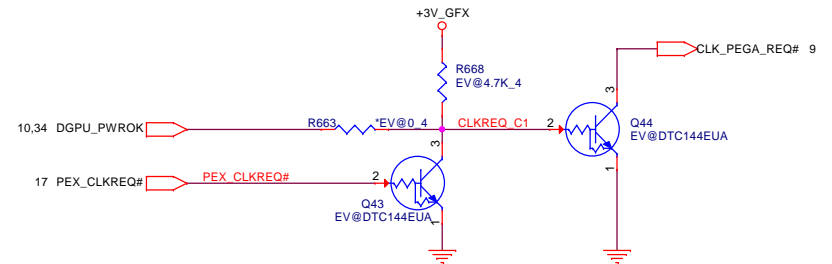 +3V_GFX
CLK_PEGA_REQ# 9
R668
EV@4.7K_4
3
10,34 DGPU_PWROK
R663 *EV@0_4
CLKREQ_C1
2
Q44
EV@DTC144EUA
3
17 PEX_CLKREQ#
PEX_CLKREQ#
2
1
Q43
EV@DTC144EUA
1